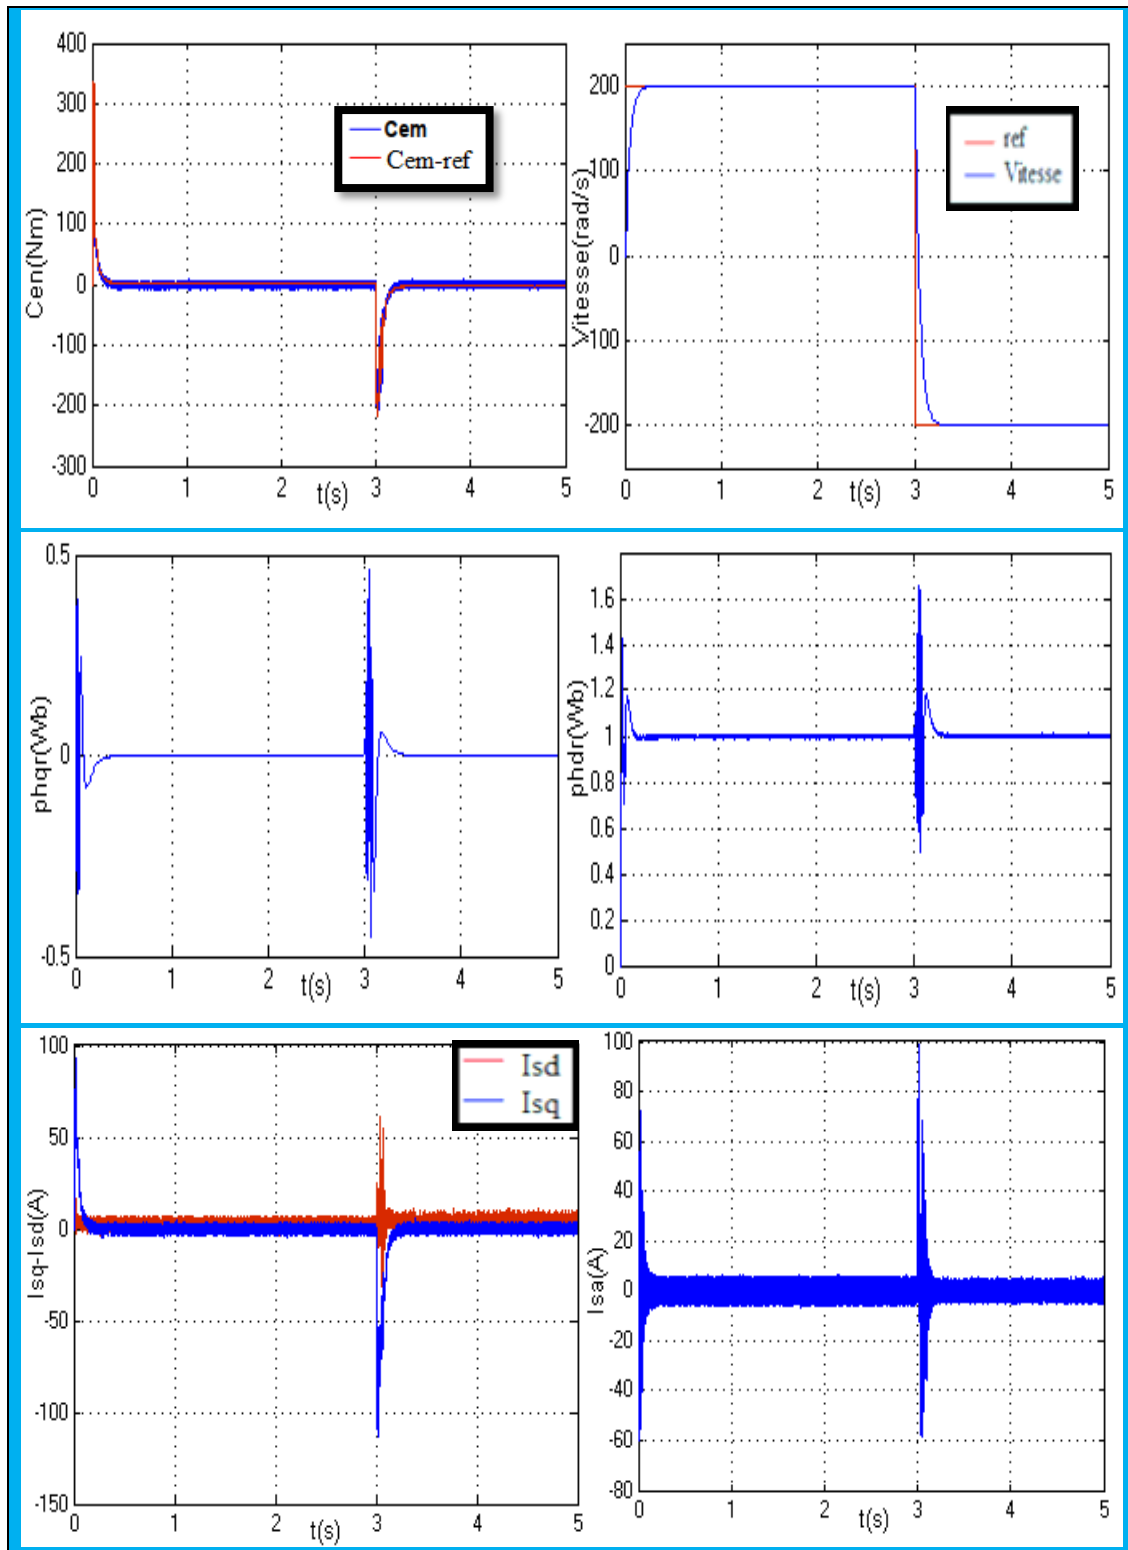 400
300
200
100
0
-100
-200
-300
Cen(Nm)
Cem
Cem-ref
0 1 2 t(s) 3 4 5
200
100
0
-100
-200
Vitesse(rad/s)
ref
Vitesse
0 1 2 t(s) 3 4 5
0.5
0
-0.5
phqr(Wb)
0 1 2 t(s) 3 4 5
1.6
1.4
1.2
1
0.8
0.6
0.4
0.2
0
phdr(Wb)
0 1 2 t(s) 3 4 5
100
50
0
-50
-100
-150
Isq-Isd(A)
Isd
Isq
0 1 t(s) 2 3 4 5
100
80
60
40
20
0
-20
-40
-60
-80
Isa(A)
0 1 2 t(s) 3 4 5